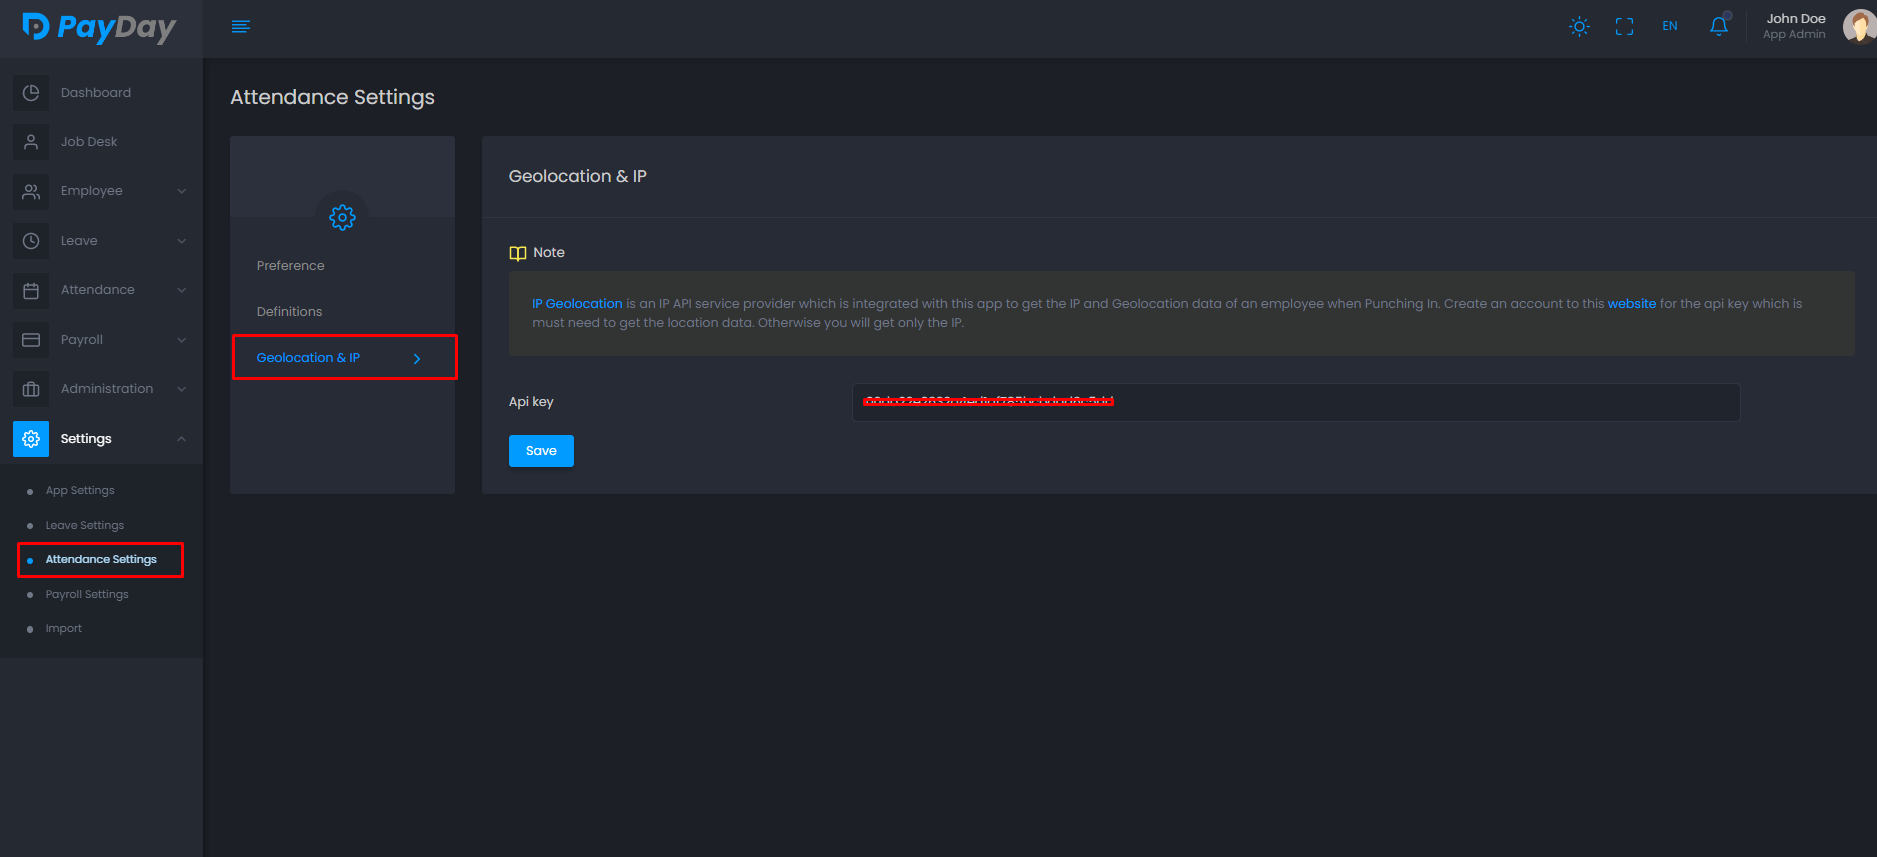 PayDay
EN
John Doe
App Admin
Dashboard
Job Desk
Employee
Leave
Attendance
Payroll
Administration
Settings
App Settings
Leave Settings
Attendance Settings
Payroll Settings
Import
Attendance Settings
Preference
Definitions
Geolocation & IP
Geolocation & IP
Note
IP Geolocation is an IP API service provider which is integrated with this app to get the IP and Geolocation data of an employee when Punching In. Create an account to this website for the api key which is
must need to get the location data. Otherwise you will get only the IP.
Api key
Save